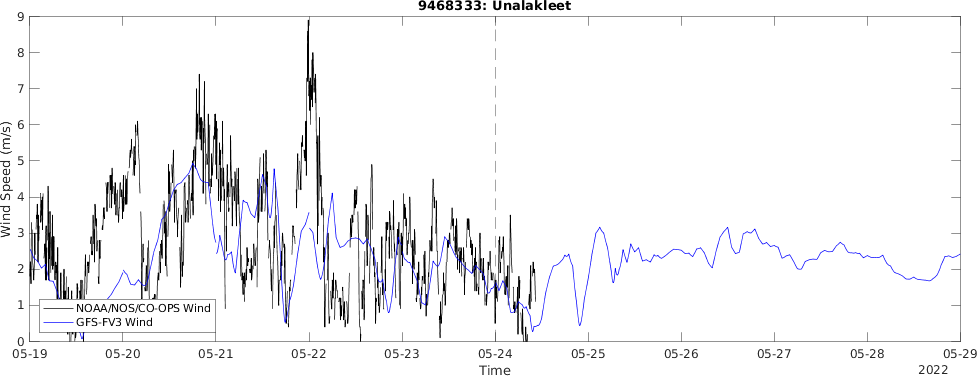 9468333: Unalakleet
Wind Speed (m/s)
9
8
7
6
5
4
3
2
1
0
NOAA/NOS/CO-OPS Wind
GFS-FV3 Wind
05-19 05-20 05-21 05-22 05-23 05-24 05-25 05-26 05-27 05-28 05-29
Time
2022